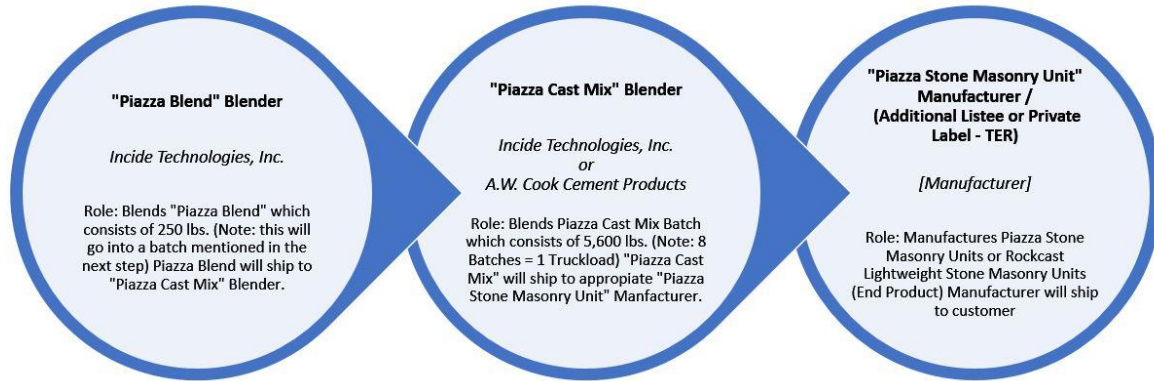 "Piazza Blend" Blender
Incide Technologies, Inc.
Role: Blends "Piazza Blend" which
consists of 250 lbs. (Note: this will
go into a batch mentioned in the
next step) Piazza Blend will ship to
"Piazza Cast Mix" Blender.
"Piazza Cast Mix" Blender
Incide Technologies, Inc.
or
A.W. Cook Cement Products
Role: Blends Piazza Cast Mix Batch
which consists of 5,600 lbs. (Note: 8
Batches = 1 Truckload) "Piazza Cast
Mix" will ship to appropiate "Piazza
Stone Masonry Unit" Manfacturer.
"Piazza Stone Masonry Unit"
Manufacturer /
(Additional Listee or Private
Label - TER)
[Manufacturer]
Role: Manufactures Piazza Stone
Masonry Units or Rockcast
Lightweight Stone Masonry Units
(End Product) Manufacturer will ship
to customer